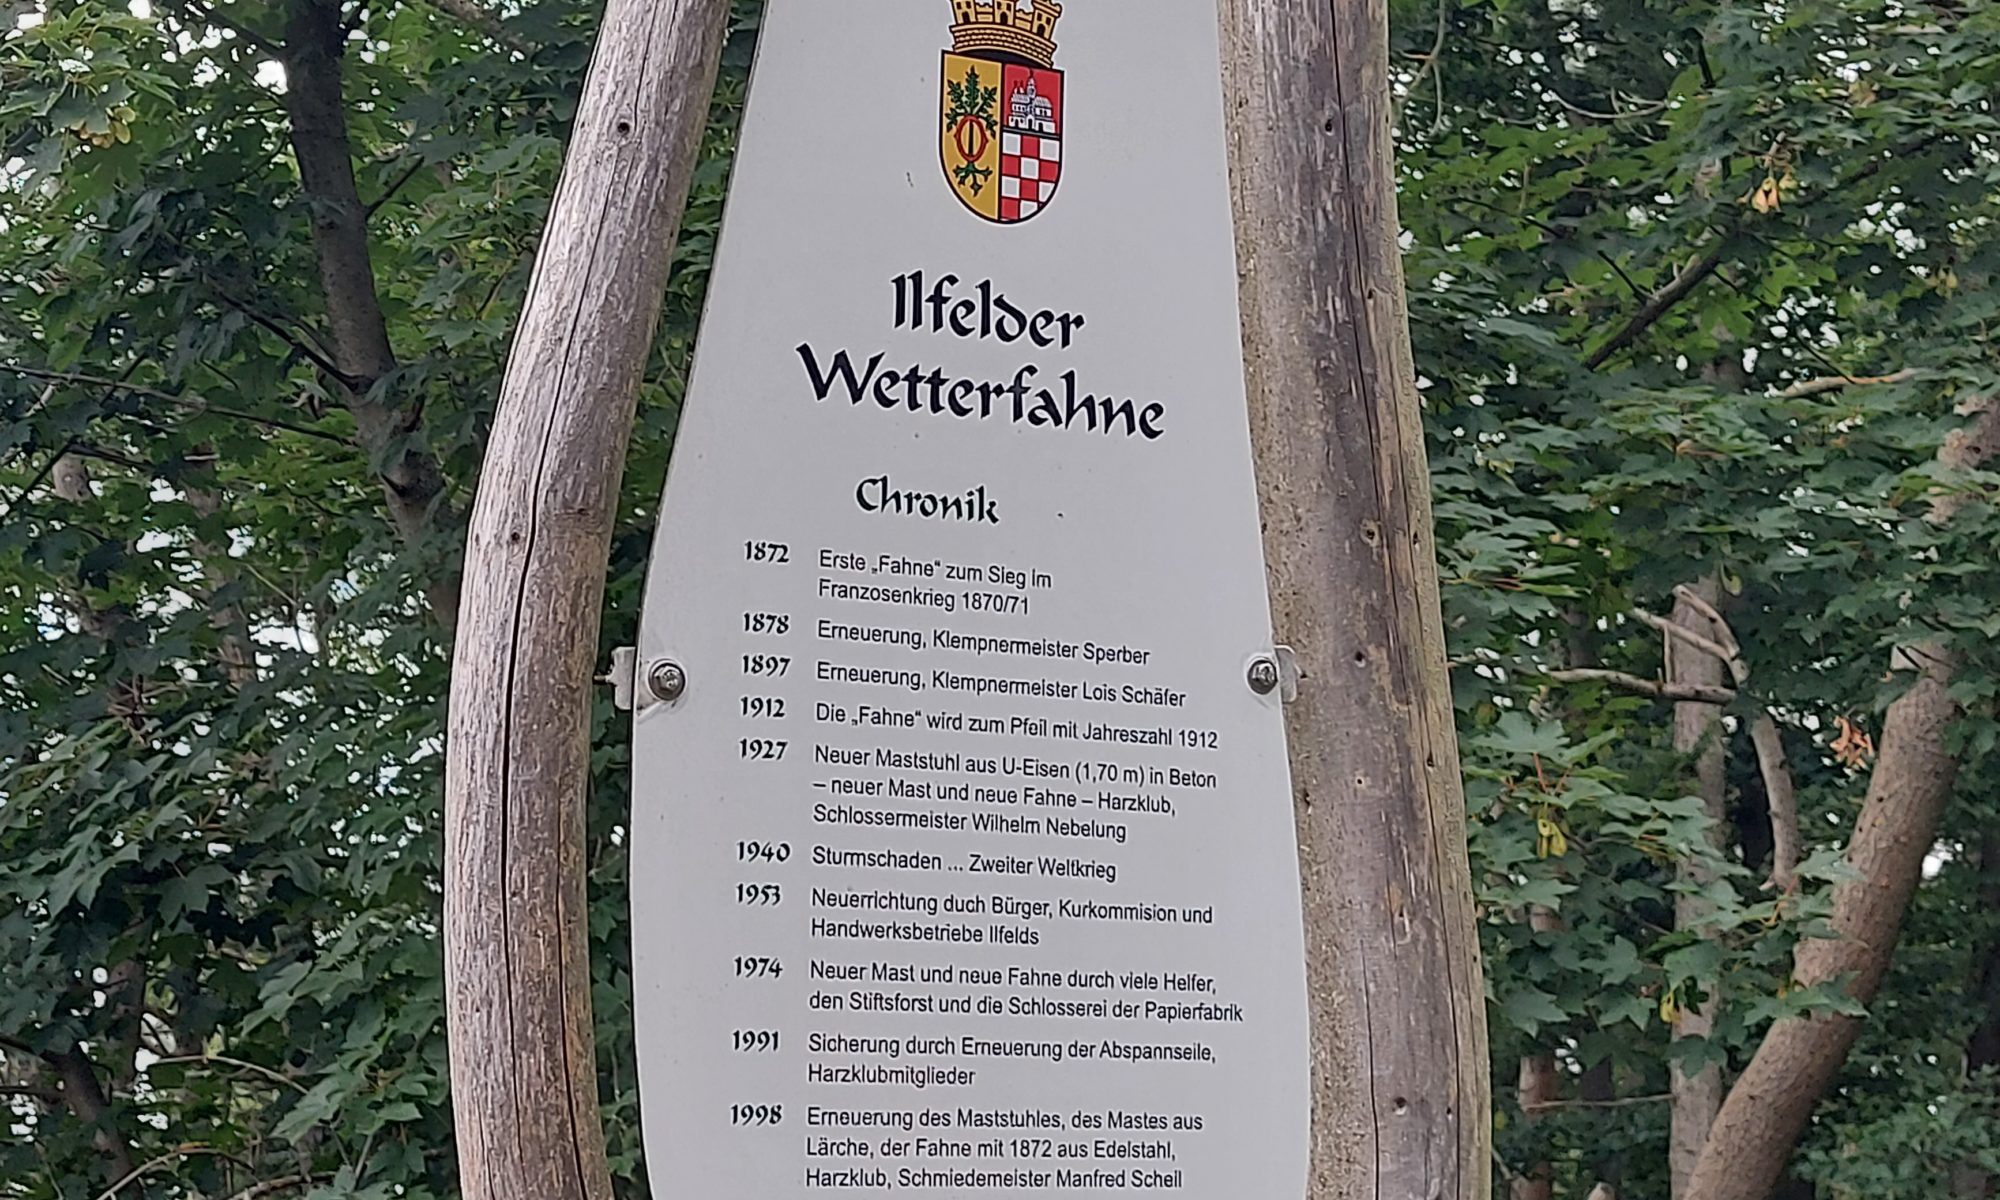 Ilfelder
Wetterfahne
Chronik
1872 Erste „Fahne“ zum Sieg im
Franzosenkrieg 1870/71
1878 Erneuerung, Klempnermeister Sperber
1897 Erneuerung, Klempnermeister Lois Schäfer
1912 Die „Fahne“ wird zum Pfeil mit Jahreszahl 1912
1927 Neuer Maststuhl aus U-Eisen (1,70 m) in Beton
– neuer Mast und neue Fahne – Harzklub,
Schlossermeister Wilhelm Nebelung
1940 Sturmschaden ... Zweiter Weltkrieg
1953 Neuerrichtung duch Bürger, Kurkommision und
Handwerksbetriebe Ilfelds
1974 Neuer Mast und neue Fahne durch viele Helfer,
den Stiftsforst und die Schlosserei der Papierfabrik
1991 Sicherung durch Erneuerung der Abspannseile,
Harzklubmitglieder
1998 Erneuerung des Maststuhles, des Mastes aus
Lärche, der Fahne mit 1872 aus Edelstahl,
Harzklub, Schmiedemeister Manfred Scheil